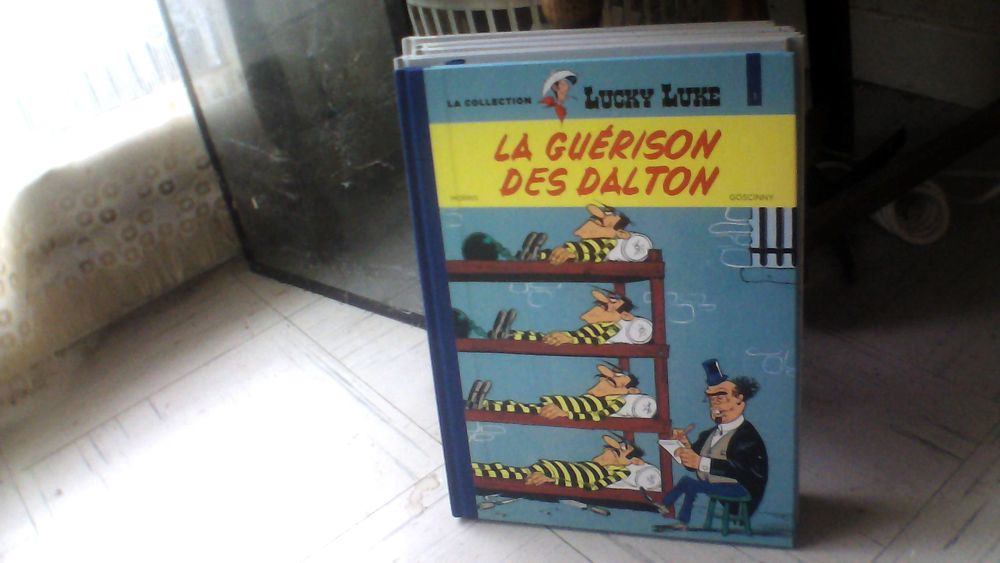 LA COLLECTION LUCKY LUKE
LA GUÉRISON
DES DALTON
MORRIS GOSCINNY